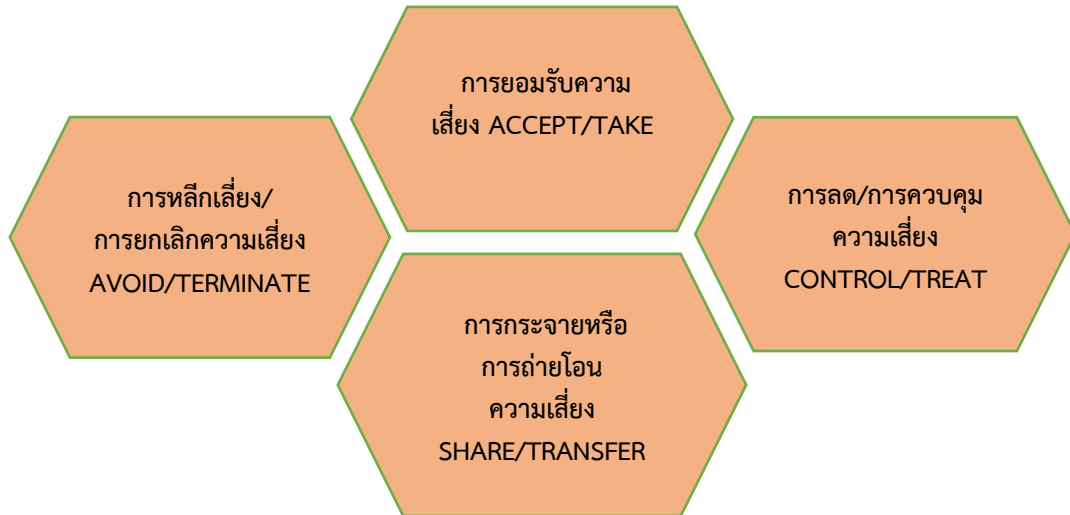 การยอมรับความ
เสี่ยง ACCEPT/TAKE
การหลีกเลี่ยง/
การยกเลิกความเสี่ยง
AVOID/TERMINATE
การลด/การควบคุม
ความเสี่ยง
CONTROL/TREAT
การกระจายหรือ
การถ่ายโอน
ความเสี่ยง
SHARE/TRANSFER